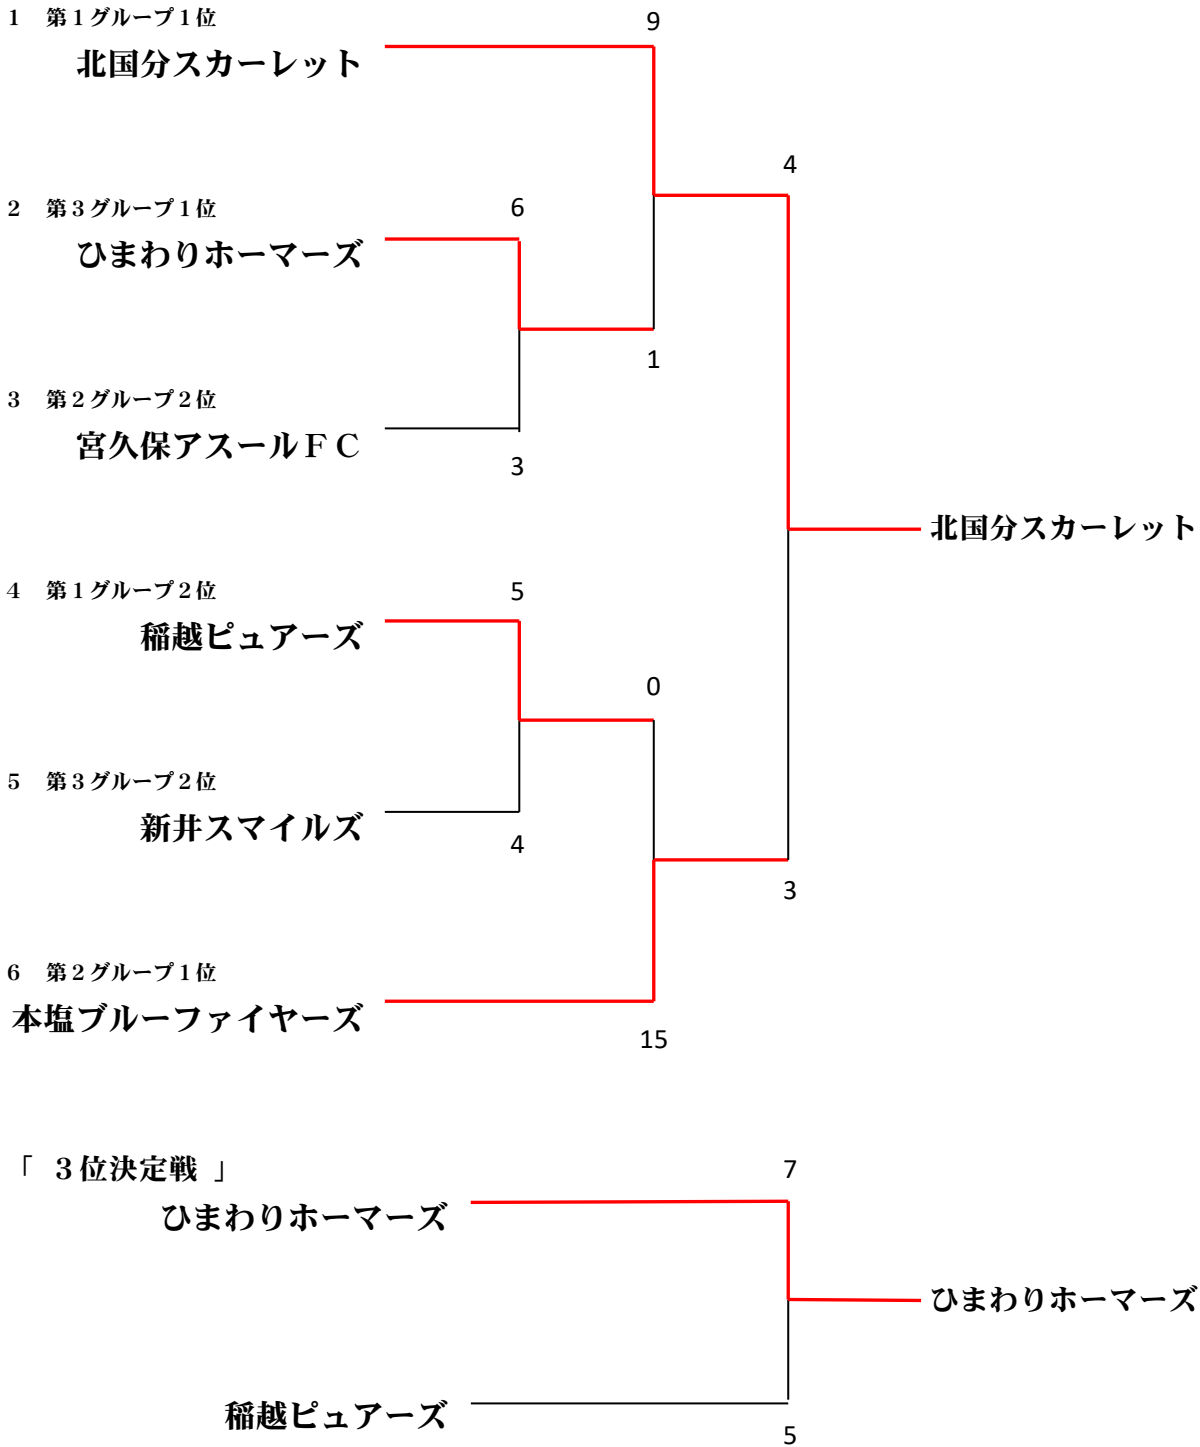 1　第１グループ１位
9
北国分スカーレット
4
2　第３グループ１位
6
ひまわりホーマーズ
1
3　第２グループ２位
宮久保アスールＦＣ
3
北国分スカーレット
4　第１グループ２位
5
稲越ピュアーズ
0
5　第３グループ２位
新井スマイルズ
4
3
6　第２グループ１位
本塩ブルーファイヤーズ
15
「　３位決定戦　」
7
ひまわりホーマーズ
ひまわりホーマーズ
稲越ピュアーズ
5